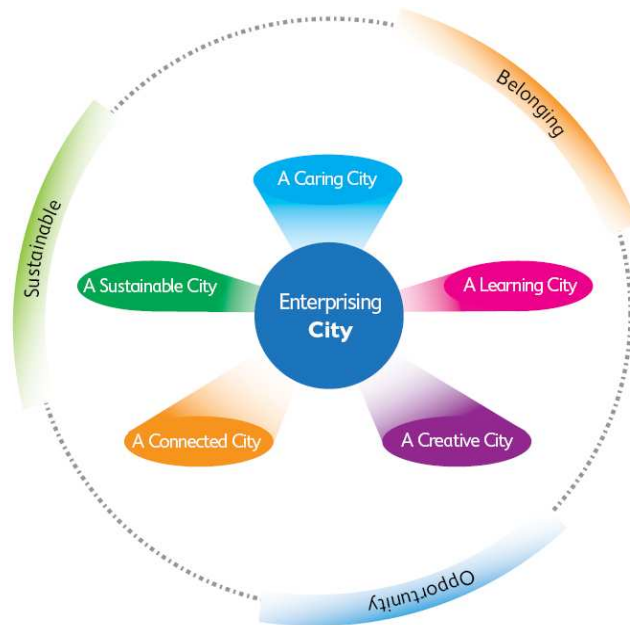 Belonging
A Caring City
Sustainable
A Sustainable City
A Learning City
Enterprising
City
A Connected City
A Creative City
Opportunity